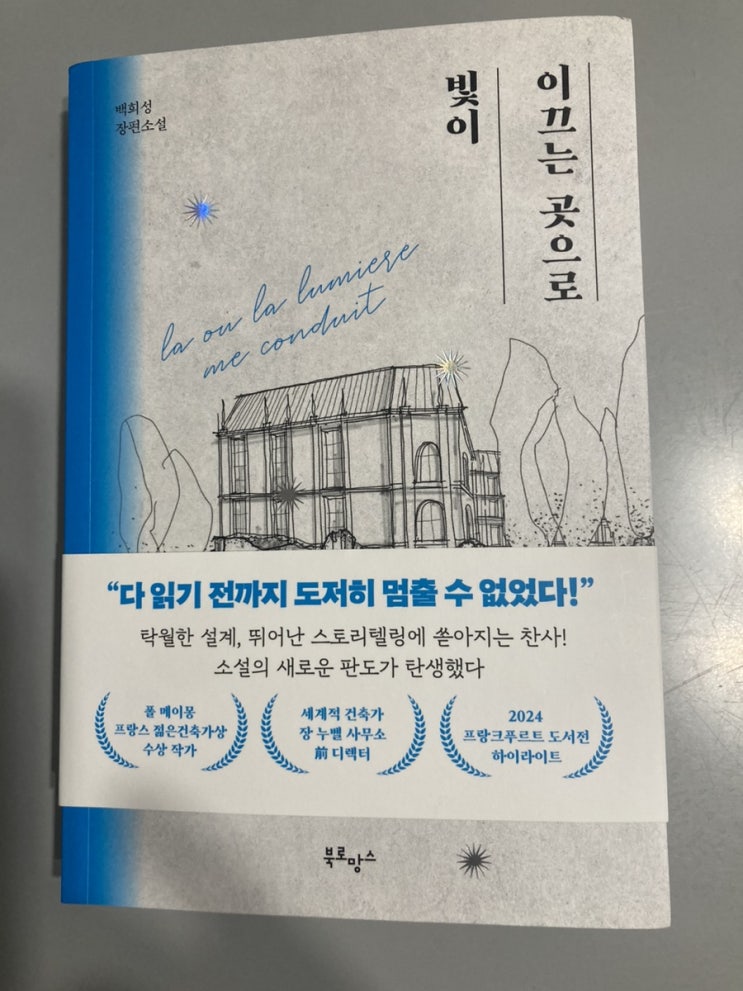 백희성
장편소설
빛이
이끄는 곳으로
la où la lumiere
me conduit
“다 읽기 전까지 도저히 멈출 수 없었다!”
탁월한 설계, 뛰어난 스토리텔링에 쏟아지는 찬사!
소설의 새로운 판도가 탄생했다
폴 메이몽
프랑스 젊은건축가상
수상 작가
세계적 건축가
장 누벨 사무소
前 디렉터
2024
프랑크푸르트 도서전
하이라이트
북로망스